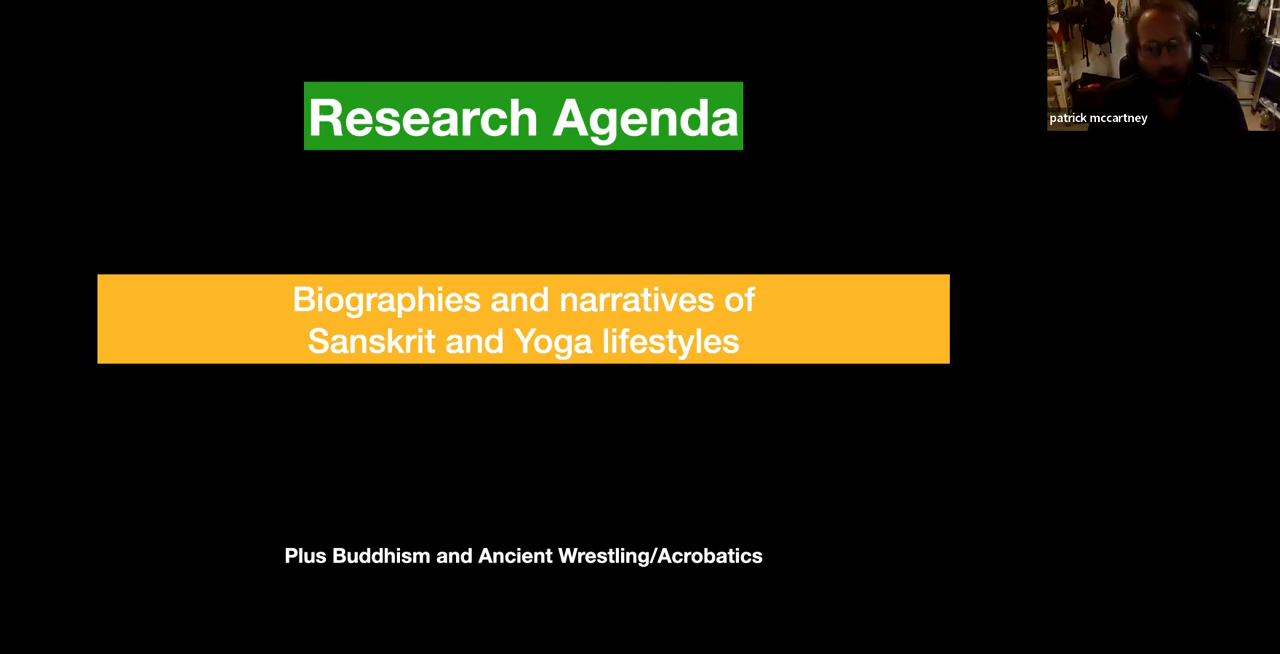 Research Agenda
patrick mccartney
Biographies and narratives of
Sanskrit and Yoga lifestyles
Plus Buddhism and Ancient Wrestling/Acrobatics